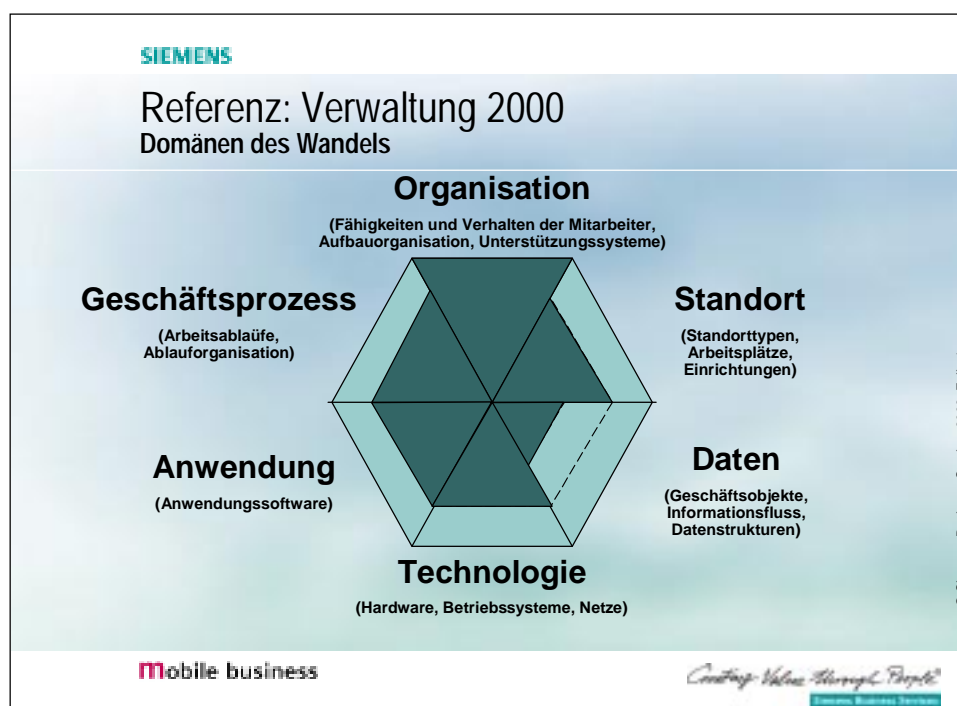 SIEMENS
Referenz: Verwaltung 2000
Domänen des Wandels
Organisation
(Fähigkeiten und Verhalten der Mitarbeiter,
Aufbauorganisation, Unterstützungssysteme)
Geschäftsprozess
(Arbeitsablaüfe,
Ablauforganisation)
Standort
(Standorttypen,
Arbeitsplätze,
Einrichtungen)
Anwendung
(Anwendungssoftware)
Daten
(Geschäftsobjekte,
Informationsfluss,
Datenstrukturen)
Technologie
(Hardware, Betriebssysteme, Netze)
Mobile business
Creating Value through People
Siemens Business Services